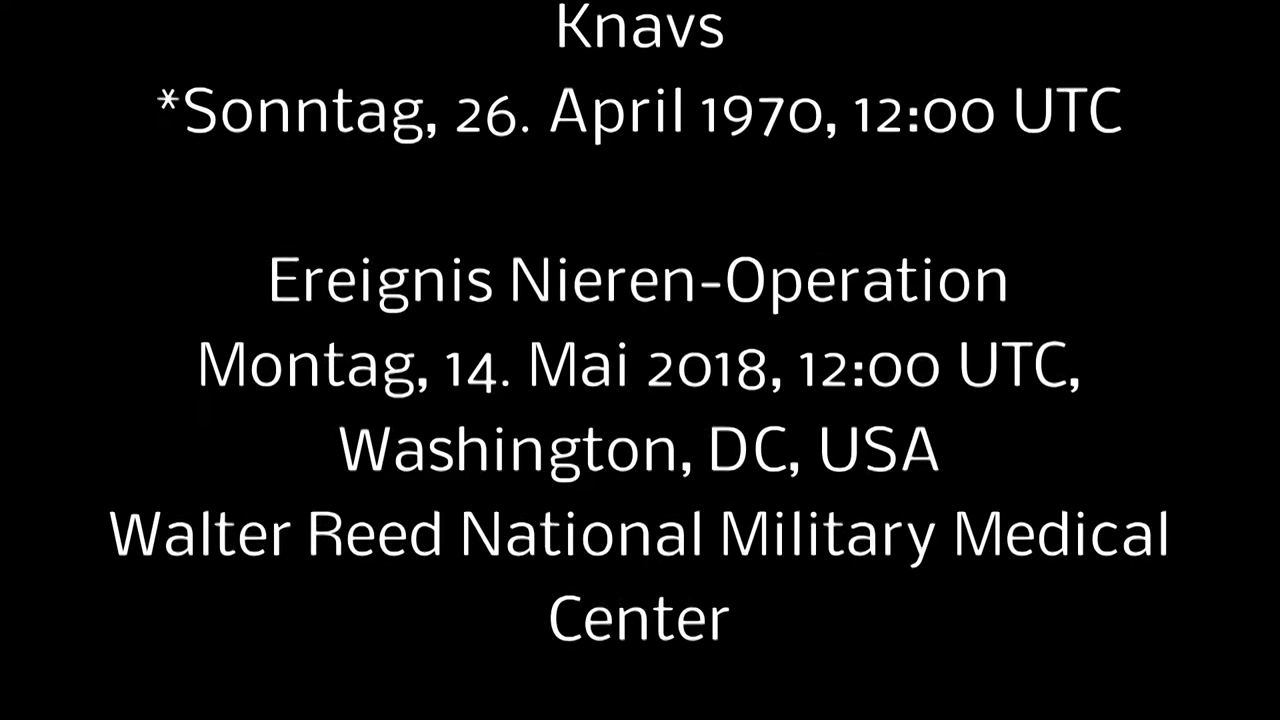 Knavs
*Sonntag, 26. April 1970, 12:00 UTC
Ereignis Nieren-Operation
Montag, 14. Mai 2018, 12:00 UTC,
Washington, DC, USA
Walter Reed National Military Medical
Center